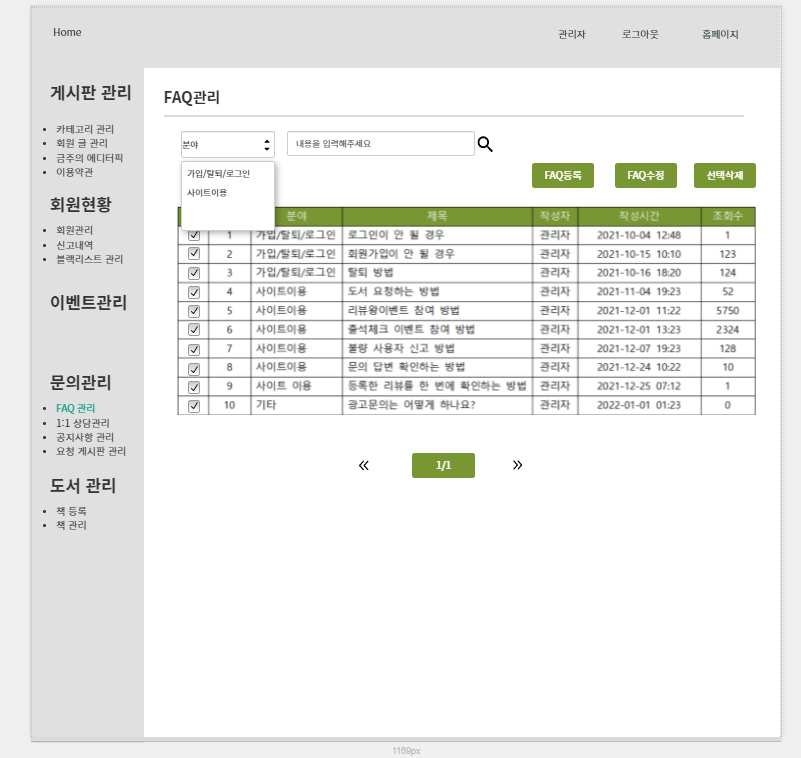 Home 관리자 로그아웃 홈페이지
게시판 관리
카테고리 관리
회원 글 관리
금주의 에디터픽
이용약관
회원현황
회원관리
신고내역
블랙리스트 관리
이벤트관리
문의관리
FAQ 관리
1:1 상담관리
공지사항 관리
요청 게시판 관리
도서 관리
책 등록
책 관리
FAQ관리
분야 내용을 입력해주세요
가입/탈퇴/로그인
사이트이용
FAQ등록 FAQ수정 선택삭제
분야 제목 작성자 작성시간 조회수
1 가입/탈퇴/로그인 로그인이 안 될 경우 관리자 2021-10-04 12:48 1
2 가입/탈퇴/로그인 회원가입이 안 될 경우 관리자 2021-10-15 10:10 123
3 가입/탈퇴/로그인 탈퇴 방법 관리자 2021-10-16 18:20 124
4 사이트이용 도서 요청하는 방법 관리자 2021-11-04 19:23 52
5 사이트이용 리뷰왕이벤트 참여 방법 관리자 2021-12-01 11:22 5750
6 사이트이용 출석체크 이벤트 참여 방법 관리자 2021-12-01 13:23 2324
7 사이트이용 불량 사용자 신고 방법 관리자 2021-12-07 19:23 128
8 사이트이용 문의 답변 확인하는 방법 관리자 2021-12-24 10:22 10
9 사이트 이용 등록한 리뷰를 한 번에 확인하는 방법 관리자 2021-12-25 07:12 1
10 기타 광고문의는 어떻게 하나요? 관리자 2022-01-01 01:23 0
« 1/1 »
1169px